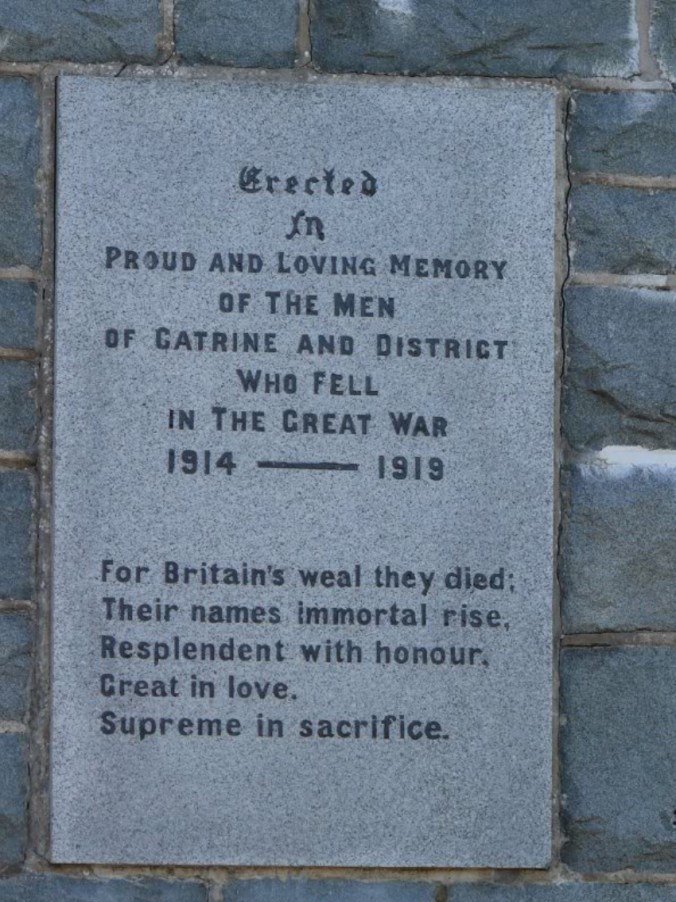 Erected
In
PROUD AND LOVING MEMORY
OF THE MEN
OF CATRINE AND DISTRICT
WHO FELL
IN THE GREAT WAR
1914 — 1919
For Britain's weal they died;
Their names immortal rise,
Resplendent with honour,
Great in love.
Supreme in sacrifice.